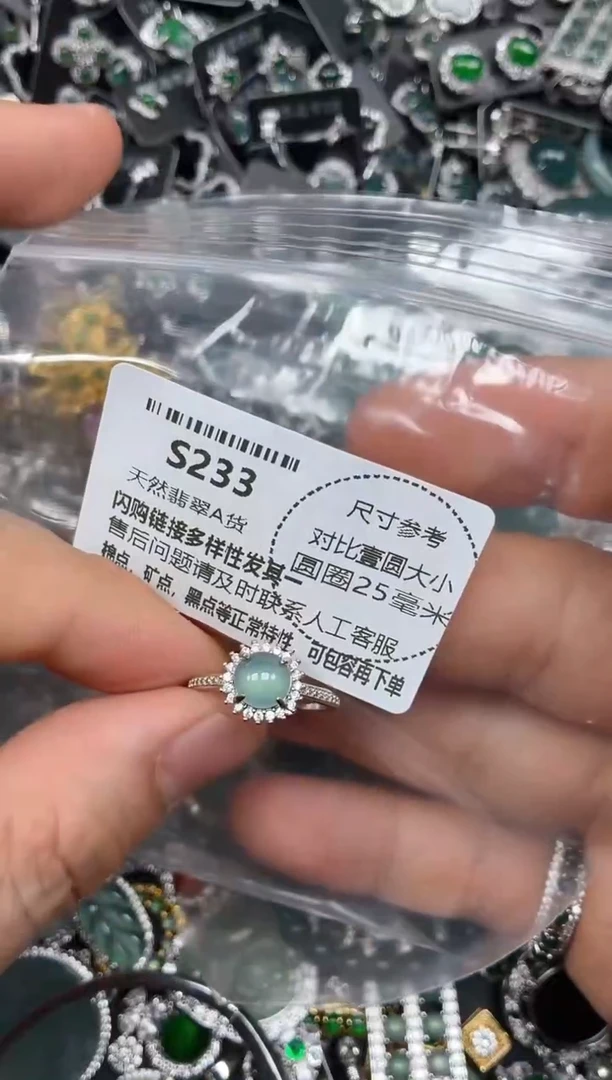 S233
天然翡翠A货
闪购链接多样性发其一
售后问题请及时联系人工客服
棉点，矿点，黑点等正常特性 可包容再下单
尺寸参考
对比壹圆大小
圆圈25毫米